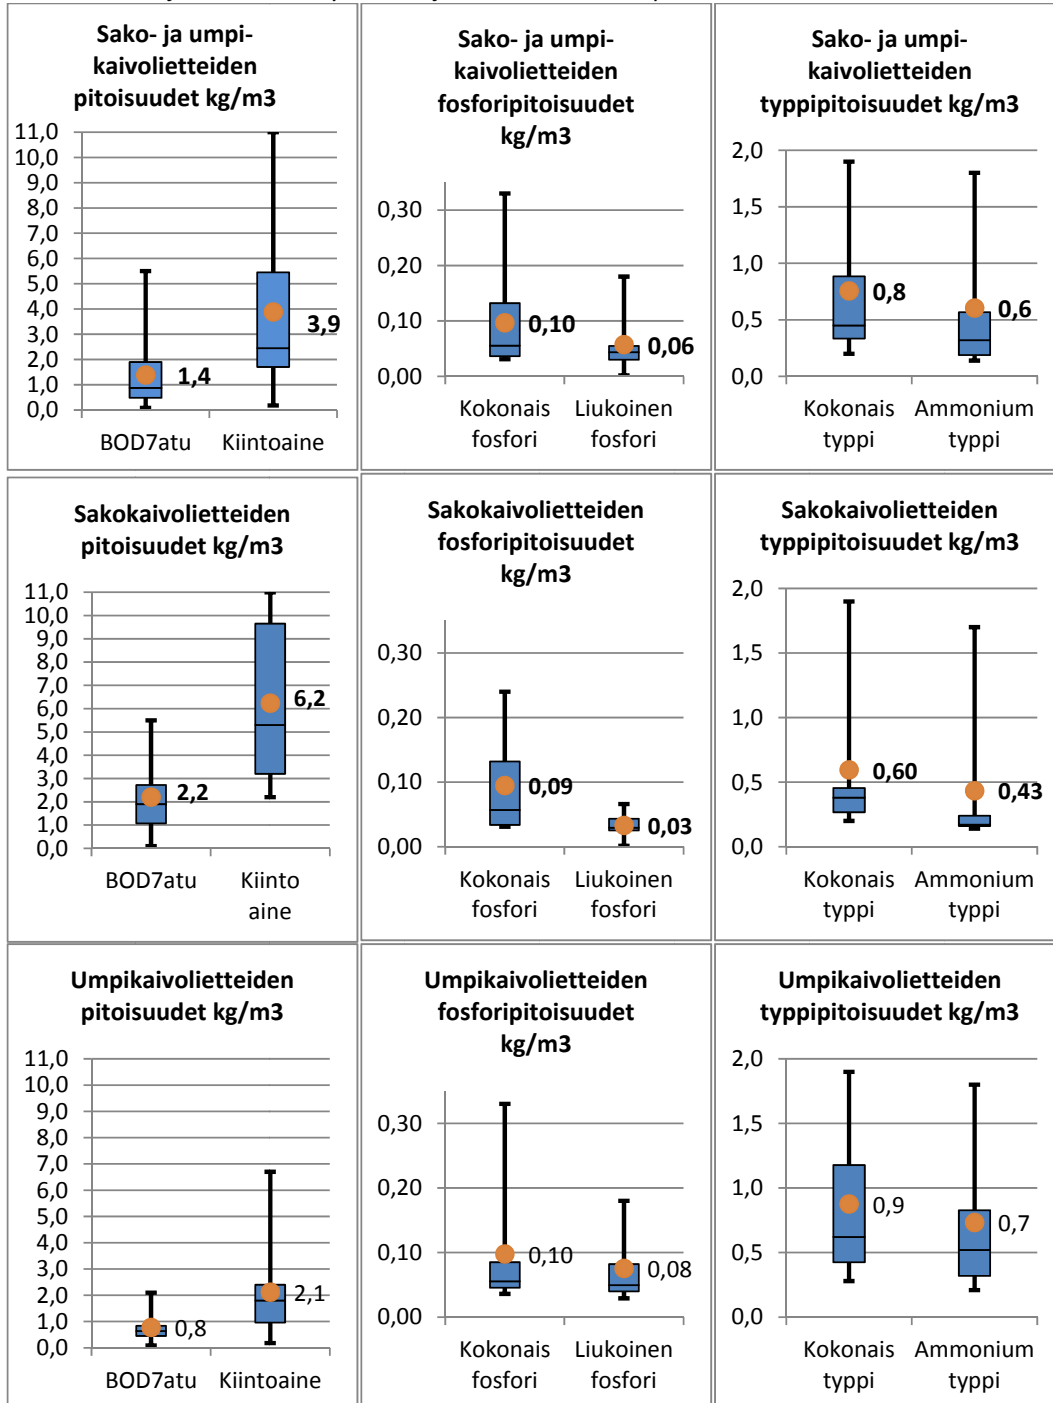 Sako- ja umpi-
kaivolietteiden
pitoisuudet kg/m3
11,0
10,0
9,0
8,0
7,0
6,0
5,0
4,0
3,0
2,0
1,0
0,0
3,9
1,4
BOD7atu Kiintoaine
Sako- ja umpi-
kaivolietteiden
fosforipitoisuudet
kg/m3
0,30
0,20
0,10
0,00
0,10
0,06
Kokonais Liukoinen
fosfori fosfori
Sako- ja umpi-
kaivolietteiden
typpipitoisuudet kg/m3
2,0
1,5
1,0
0,5
0,0
0,8
0,6
Kokonais Ammonium
typpi typpi
Sakokaivolietteiden
pitoisuudet kg/m3
11,0
10,0
9,0
8,0
7,0
6,0
5,0
4,0
3,0
2,0
1,0
0,0
6,2
2,2
BOD7atu Kiinto
aine
Sakokaivolietteiden
fosforipitoisuudet
kg/m3
0,30
0,20
0,10
0,00
0,09
0,03
Kokonais Liukoinen
fosfori fosfori
Sakokaivolietteiden
typpipitoisuudet kg/m3
2,0
1,5
1,0
0,5
0,0
0,60
0,43
Kokonais Ammonium
typpi typpi
Umpikaivolietteiden
pitoisuudet kg/m3
11,0
10,0
9,0
8,0
7,0
6,0
5,0
4,0
3,0
2,0
1,0
0,0
2,1
0,8
BOD7atu Kiintoaine
Umpikaivolietteiden
fosforipitoisuudet
kg/m3
0,30
0,20
0,10
0,00
0,10
0,08
Kokonais Liukoinen
fosfori fosfori
Umpikaivolietteiden
typpipitoisuudet kg/m3
2,0
1,5
1,0
0,5
0,0
0,9
0,7
Kokonais Ammonium
typpi typpi